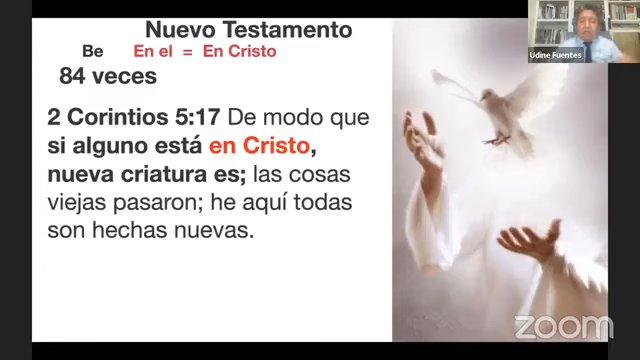 Nuevo Testamento
Be En el = En Cristo
84 veces
2 Corintios 5:17 De modo que
si alguno está en Cristo,
nueva criatura es; las cosas
viejas pasaron; he aquí todas
son hechas nuevas.
Udine Fuentes
zoom